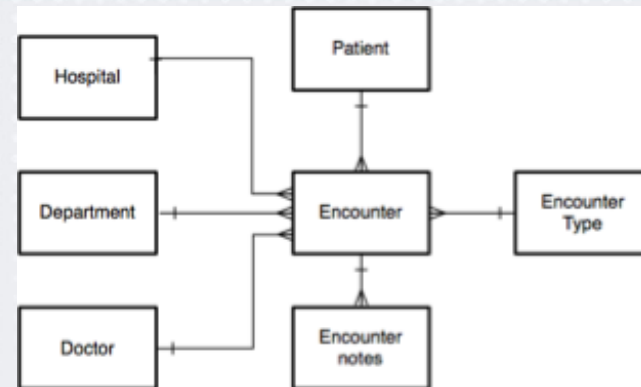 Hospital
Patient
Department
Encounter
Encounter
Type
Doctor
Encounter
notes